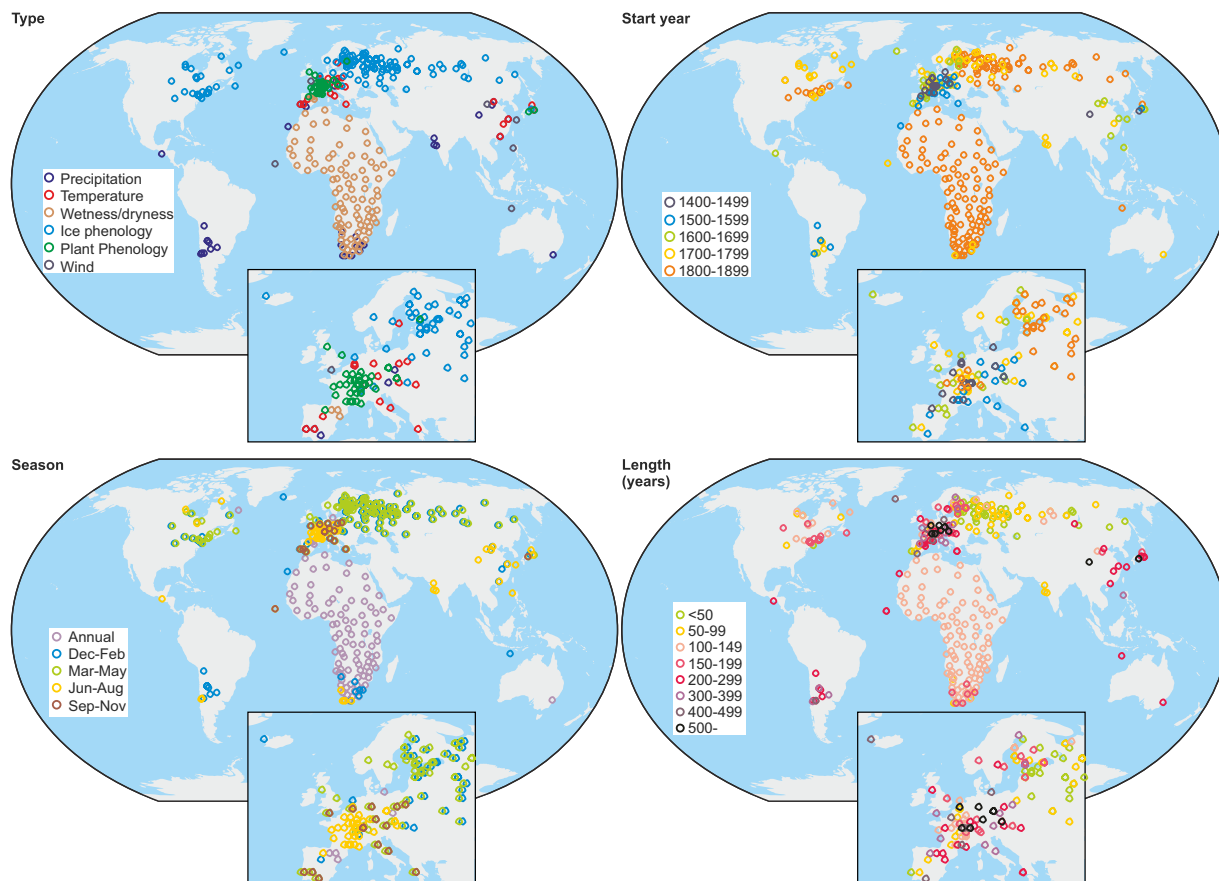 Type
Precipitation
Temperature
Wetness/dryness
Ice phenology
Plant Phenology
Wind
Start year
1400-1499
1500-1599
1600-1699
1700-1799
1800-1899
Season
Annual
Dec-Feb
Mar-May
Jun-Aug
Sep-Nov
Length
(years)
<50
50-99
100-149
150-199
200-299
300-399
400-499
500-